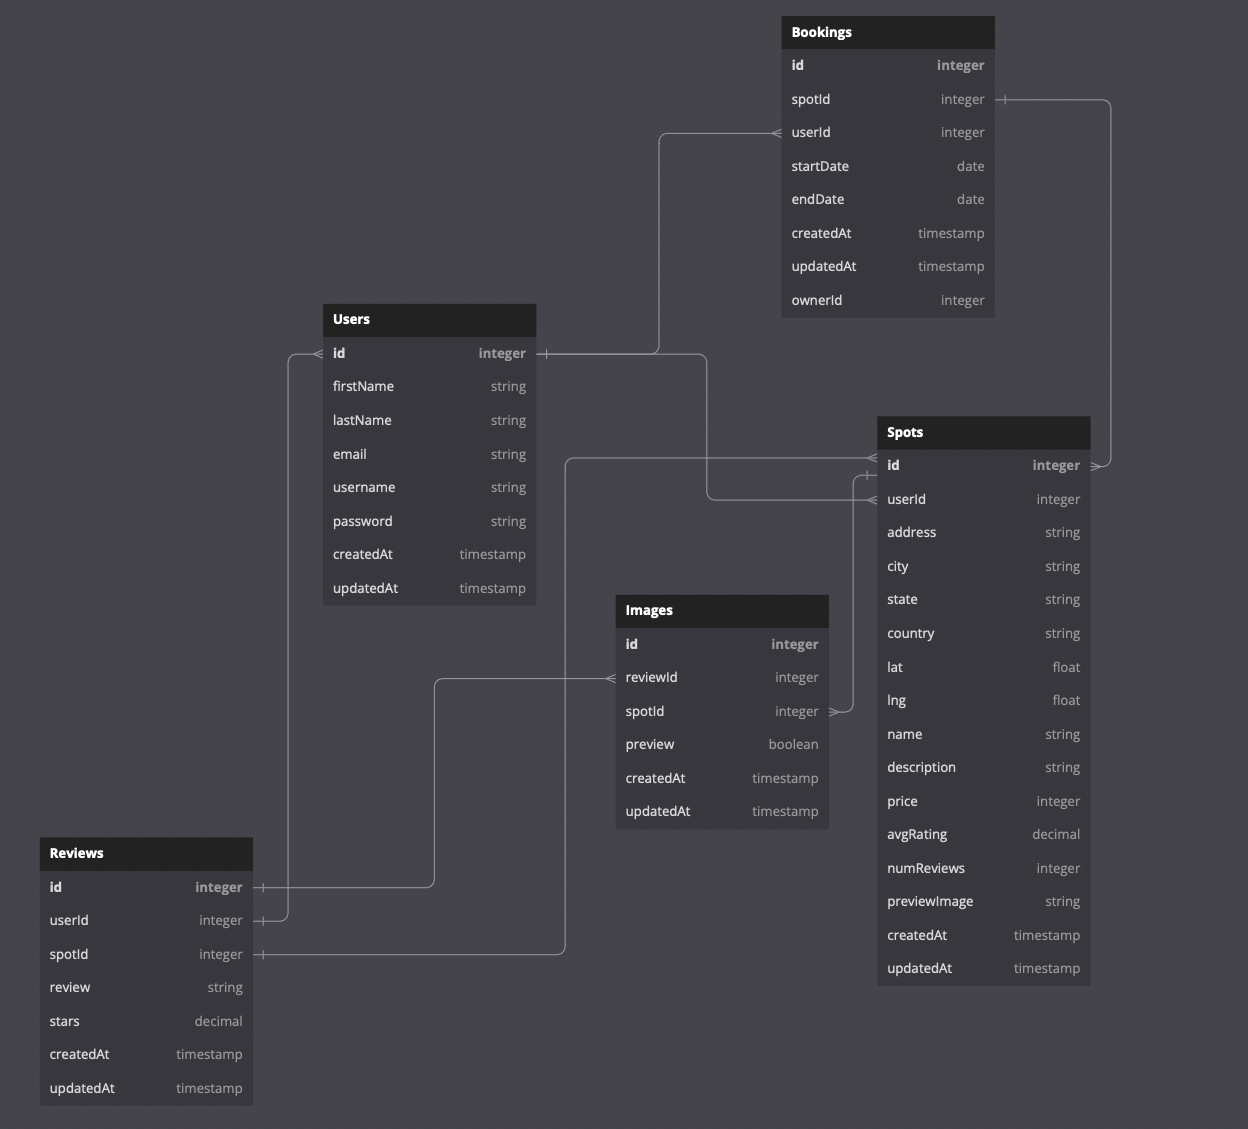 Bookings
id integer
spotId integer
userId integer
startDate date
endDate date
createdAt timestamp
updatedAt timestamp
ownerId integer
Users
id integer
firstName string
lastName string
email string
username string
password string
createdAt timestamp
updatedAt timestamp
Spots
id integer
userId integer
address string
city string
state string
country string
lat float
lng float
name string
description string
price integer
avgRating decimal
numReviews integer
previewImage string
createdAt timestamp
updatedAt timestamp
Images
id integer
reviewId integer
spotId integer
preview boolean
createdAt timestamp
updatedAt timestamp
Reviews
id integer
userId integer
spotId integer
review string
stars decimal
createdAt timestamp
updatedAt timestamp